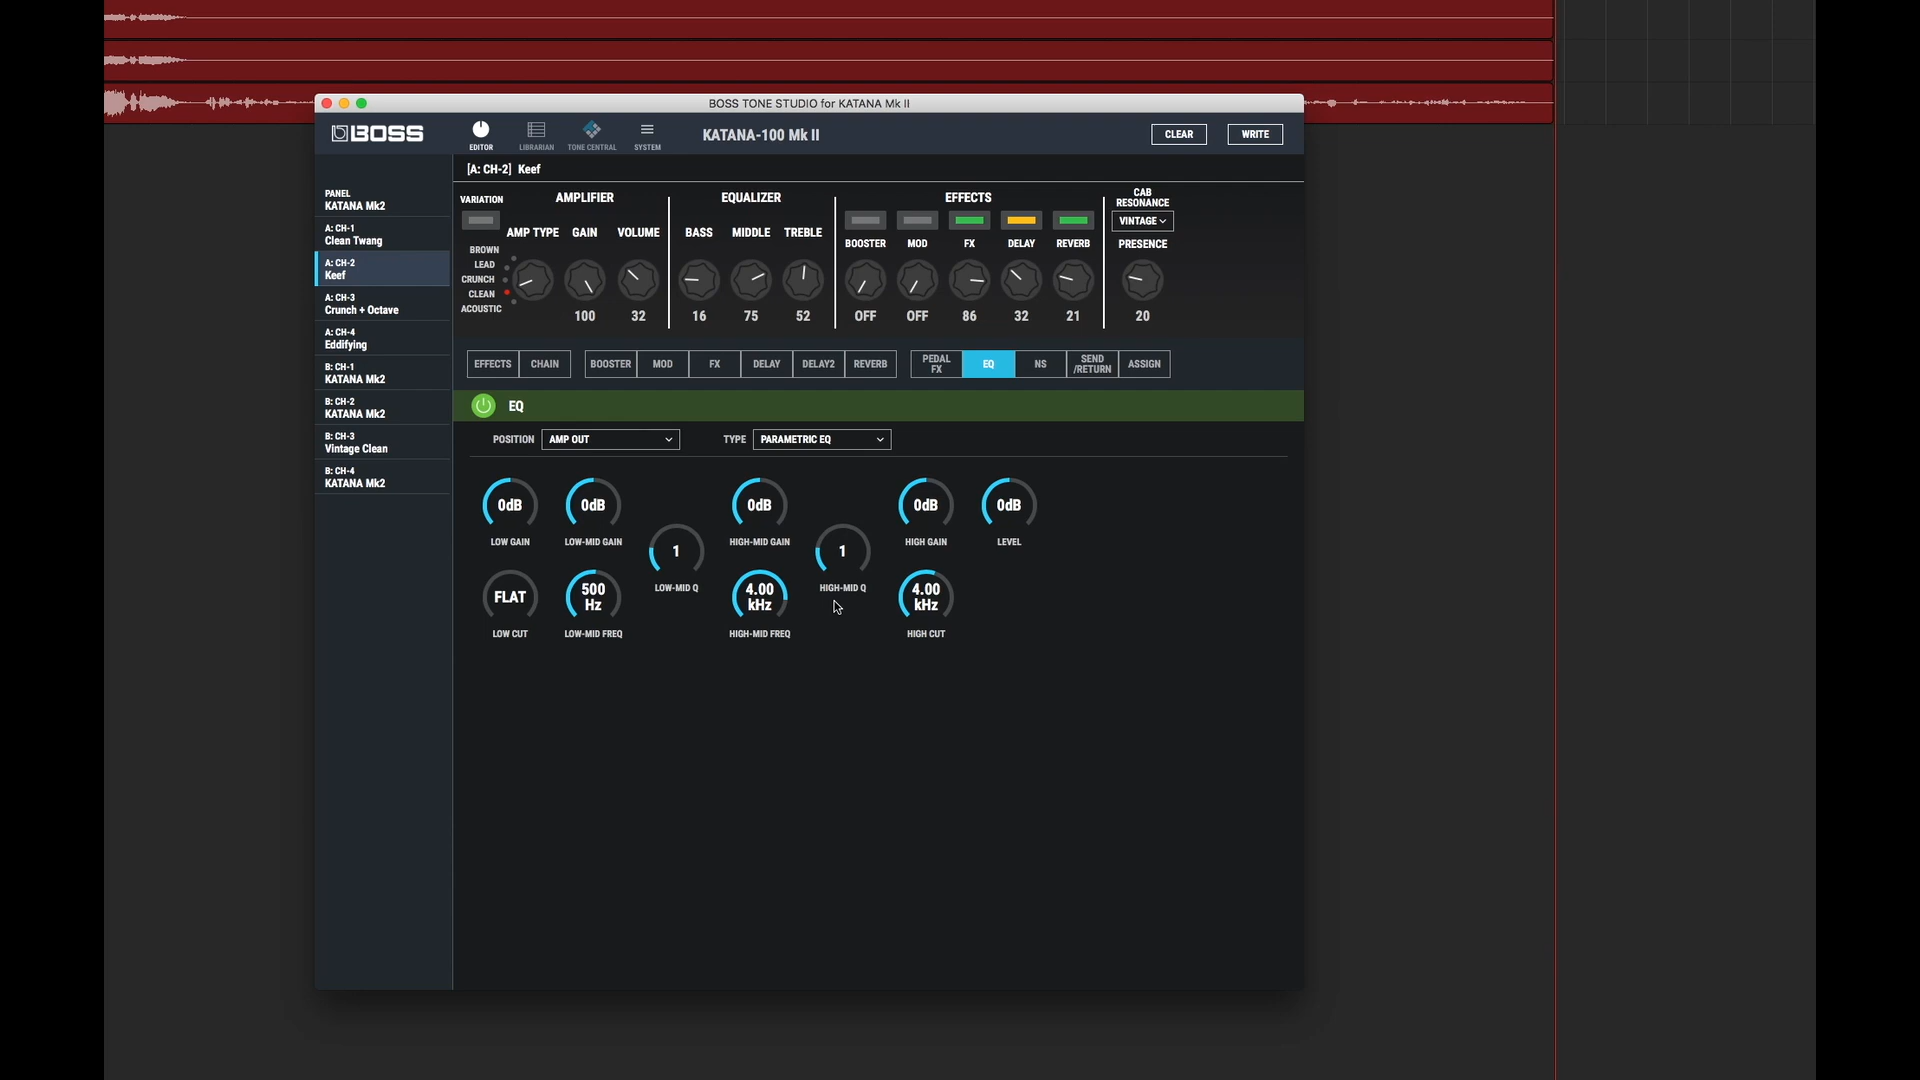 BOSS TONE STUDIO for KATANA Mk II
BOSS
EDITOR
LIBRARIAN
TONE CENTRAL
SYSTEM
KATANA-100 Mk II
CLEAR
WRITE
[A: CH-2] Keef
PANEL
KATANA Mk2
A: CH-1
Clean Twang
A: CH-2
Keef
A: CH-3
Crunch + Octave
A: CH-4
Eddifying
B: CH-1
KATANA Mk2
B: CH-2
KATANA Mk2
B: CH-3
Vintage Clean
B: CH-4
KATANA Mk2
VARIATION
AMPLIFIER
AMP TYPE GAIN VOLUME
BROWN
LEAD
CRUNCH
CLEAN
ACOUSTIC
100 32
EQUALIZER
BASS MIDDLE TREBLE
16 75 52
EFFECTS
BOOSTER MOD FX DELAY REVERB
OFF OFF 86 32 21
CAB
RESONANCE
VINTAGE
PRESENCE
20
EFFECTS CHAIN BOOSTER MOD FX DELAY DELAY2 REVERB PEDAL FX EQ NS SEND /RETURN ASSIGN
EQ
POSITION AMP OUT TYPE PARAMETRIC EQ
0dB 0dB 0dB 0dB 0dB
LOW GAIN LOW-MID GAIN HIGH-MID GAIN HIGH GAIN LEVEL
1 1
LOW-MID Q HIGH-MID Q
FLAT 500 Hz 4.00 kHz 4.00 kHz
LOW CUT LOW-MID FREQ HIGH-MID FREQ HIGH CUT